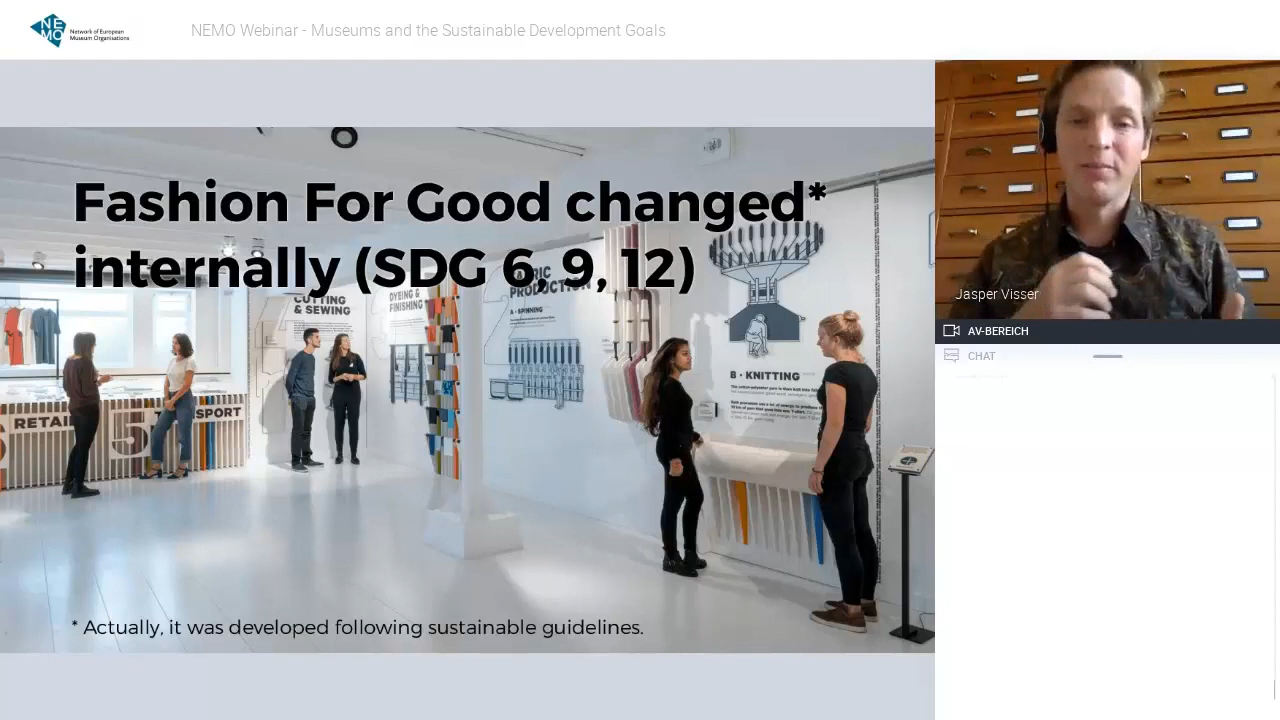 NE
MO
Network of European
Museum Organisations
NEMO Webinar - Museums and the Sustainable Development Goals
Fashion For Good changed*
internally (SDG 6, 9, 12)
CUTTING
& SEWING
DYEING &
FINISHING
PRODUCTION
A • SPINNING
B • KNITTING
RETAIL
5
SPORT
* Actually, it was developed following sustainable guidelines.
Jasper Visser
AV-BEREICH
CHAT